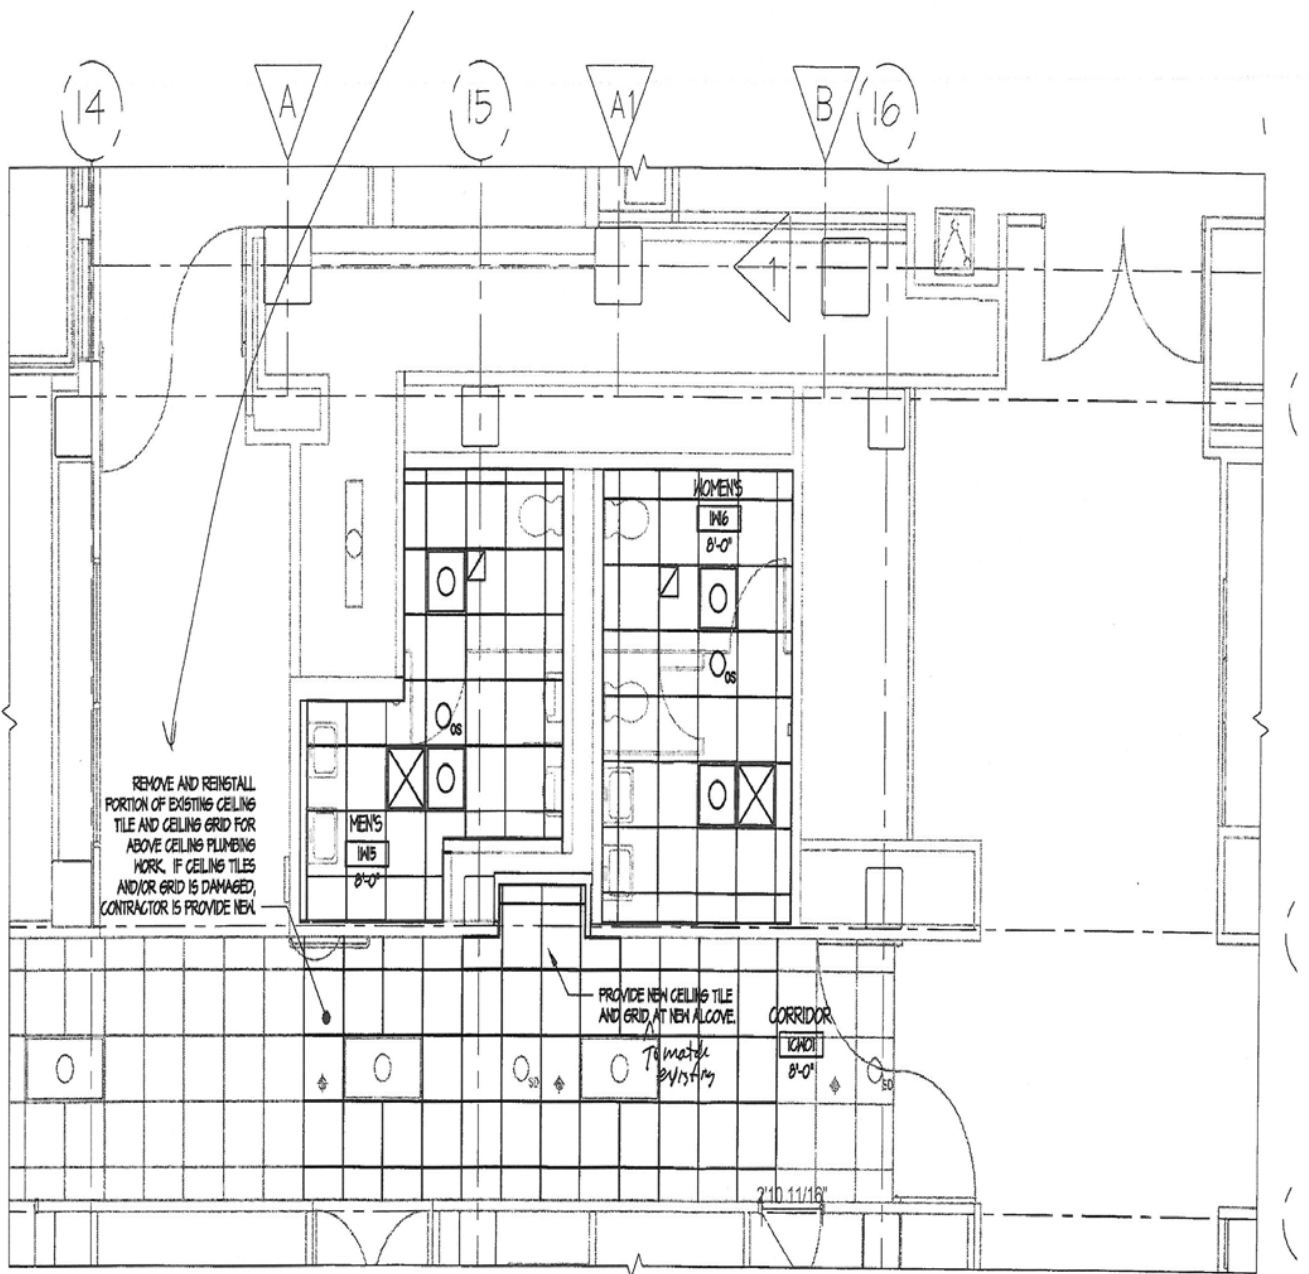 14
A
15
A1
B
16
1
WOMEN'S
1W6
8'-0"
OS
OS
MEN'S
1W5
8'-0"
REMOVE AND REINSTALL
PORTION OF EXISTING CEILING
TILE AND CEILING GRID FOR
ABOVE CEILING PLUMBING
WORK. IF CEILING TILES
AND/OR GRID IS DAMAGED,
CONTRACTOR IS PROVIDE NEW.
PROVIDE NEW CEILING TILE
AND GRID AT NEW ALCOVE.
To match
existing
CORRIDOR
1CW01
8'-0"
SD
SD
2'10 11/16"